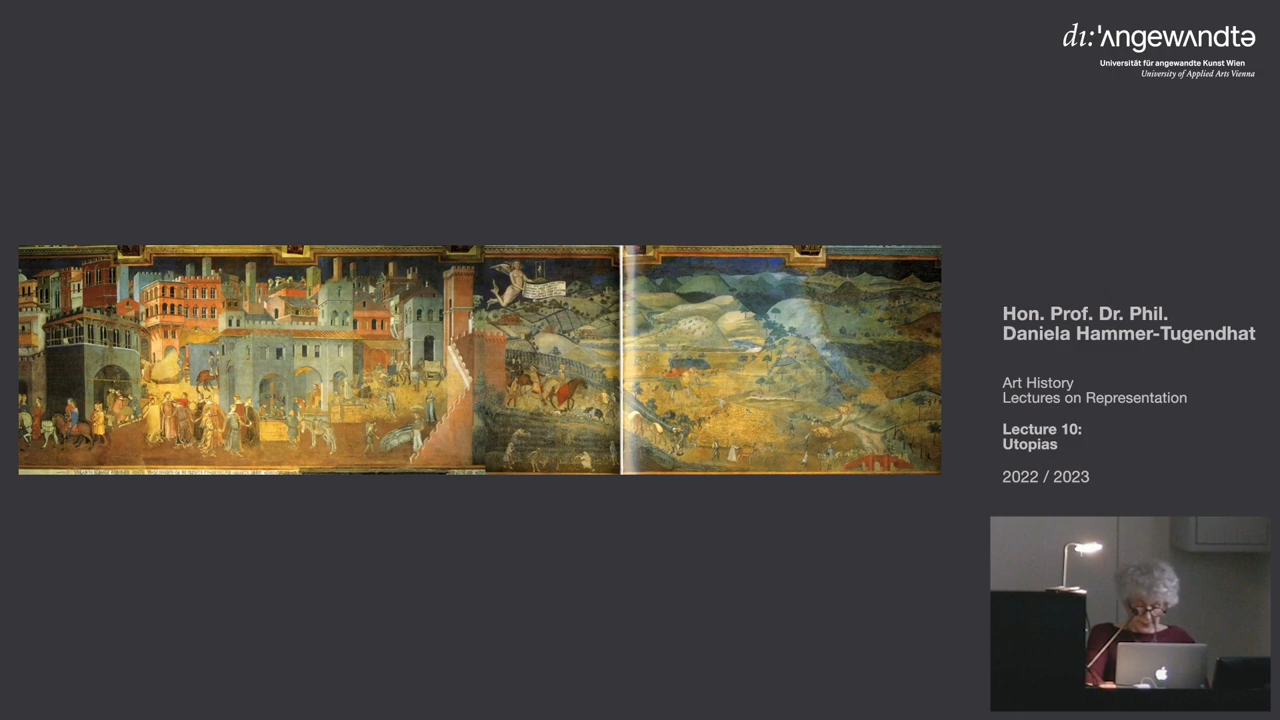 dı:'ʌngewʌndtə
Universität für angewandte Kunst Wien
University of Applied Arts Vienna
Hon. Prof. Dr. Phil.
Daniela Hammer-Tugendhat
Art History
Lectures on Representation
Lecture 10:
Utopias
2022 / 2023